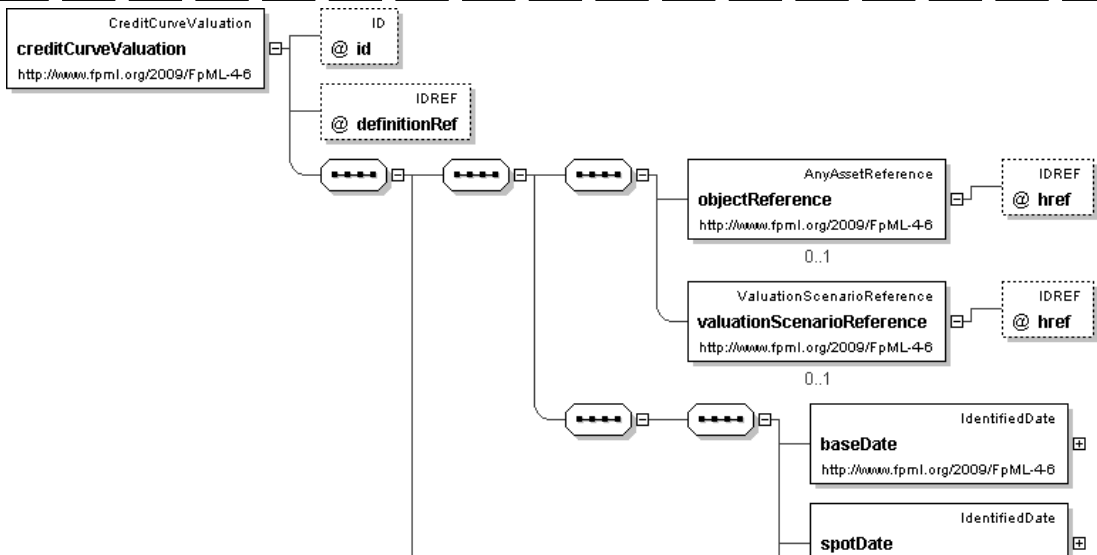 CreditCurveValuation
creditCurveValuation
http://www.fpml.org/2009/FpML-4-6
ID
@ id
IDREF
@ definitionRef
AnyAssetReference
objectReference
http://www.fpml.org/2009/FpML-4-6
0..1
IDREF
@ href
ValuationScenarioReference
valuationScenarioReference
http://www.fpml.org/2009/FpML-4-6
0..1
IDREF
@ href
IdentifiedDate
baseDate
http://www.fpml.org/2009/FpML-4-6
IdentifiedDate
spotDate